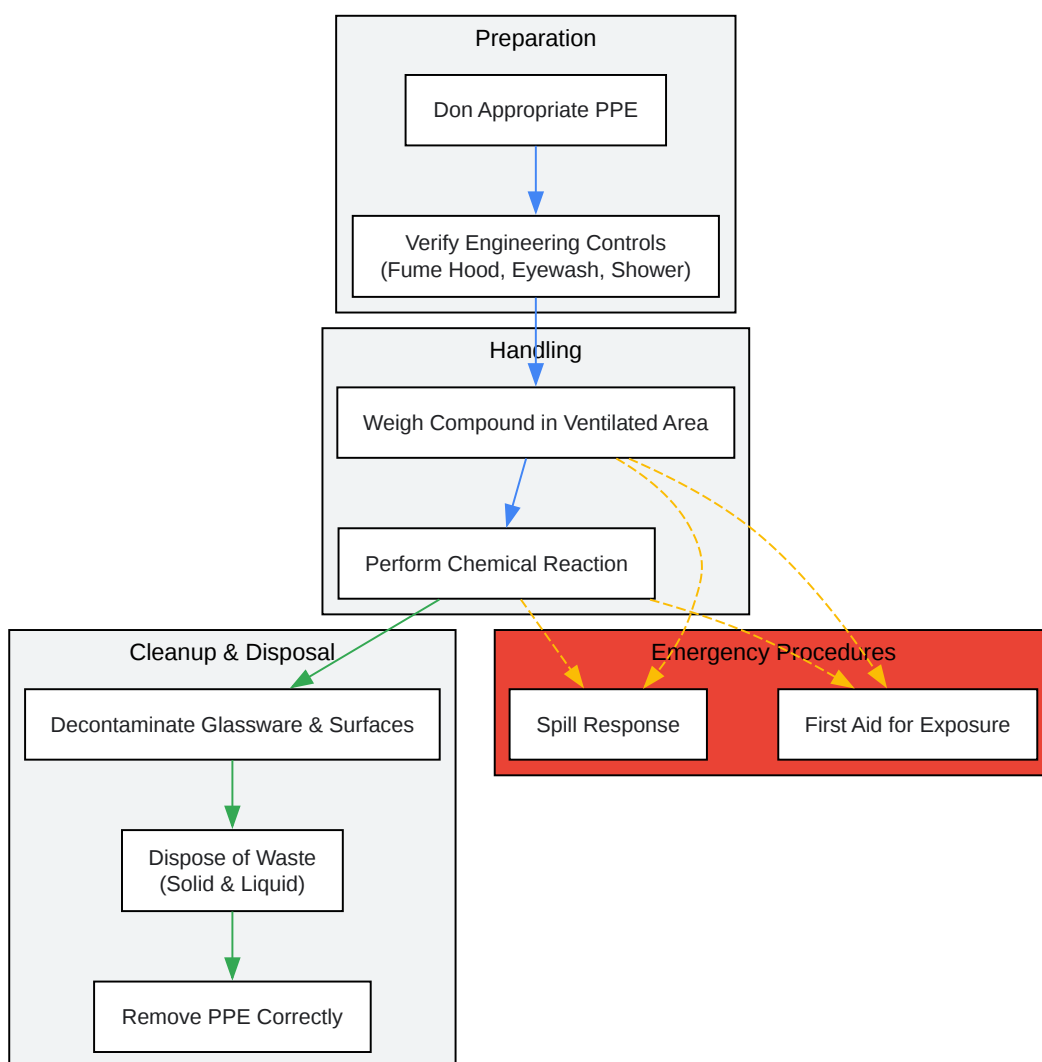 Preparation
Don Appropriate PPE
Verify Engineering Controls
(Fume Hood, Eyewash, Shower)
Handling
Weigh Compound in Ventilated Area
Perform Chemical Reaction
Cleanup & Disposal
Decontaminate Glassware & Surfaces
Dispose of Waste
(Solid & Liquid)
Remove PPE Correctly
Emergency Procedures
Spill Response
First Aid for Exposure